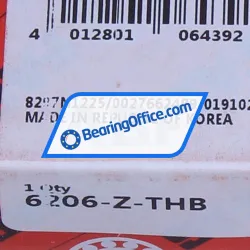 4 012801 064392
MADE IN REPUBLIC OF KOREA
BearingOffice.com
1 Qty
6206-Z-THB